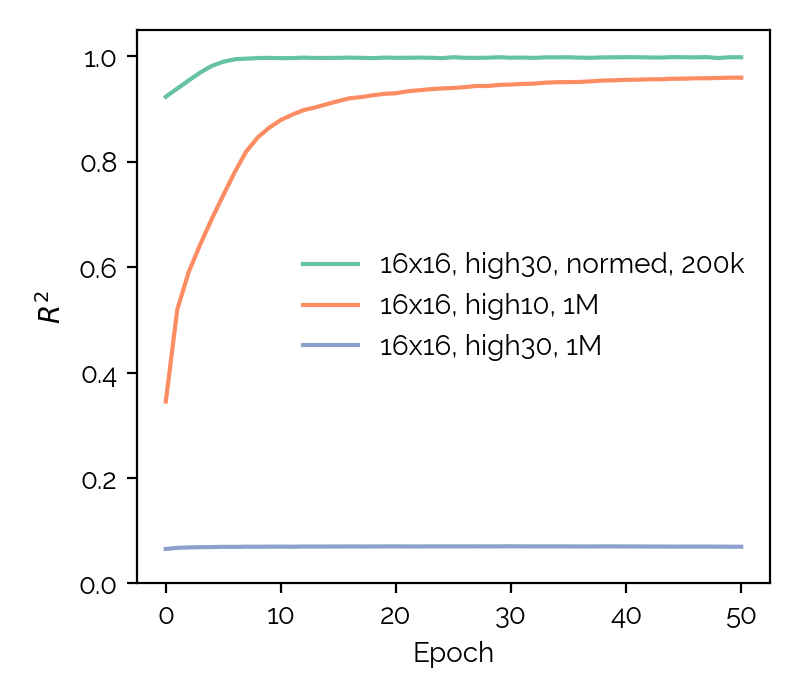 1.0
0.8
0.6
0.4
0.2
0.0
R²
16x16, high30, normed, 200k
16x16, high10, 1M
16x16, high30, 1M
0 10 20 30 40 50
Epoch